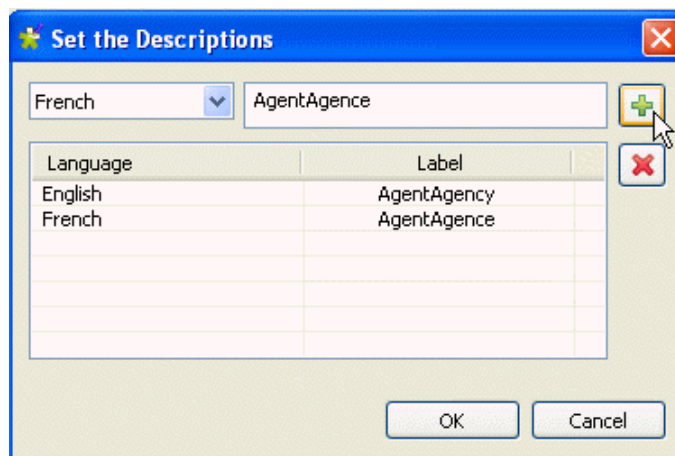 Set the Descriptions
French AgentAgence
Language Label
English AgentAgency
French AgentAgence
OK Cancel